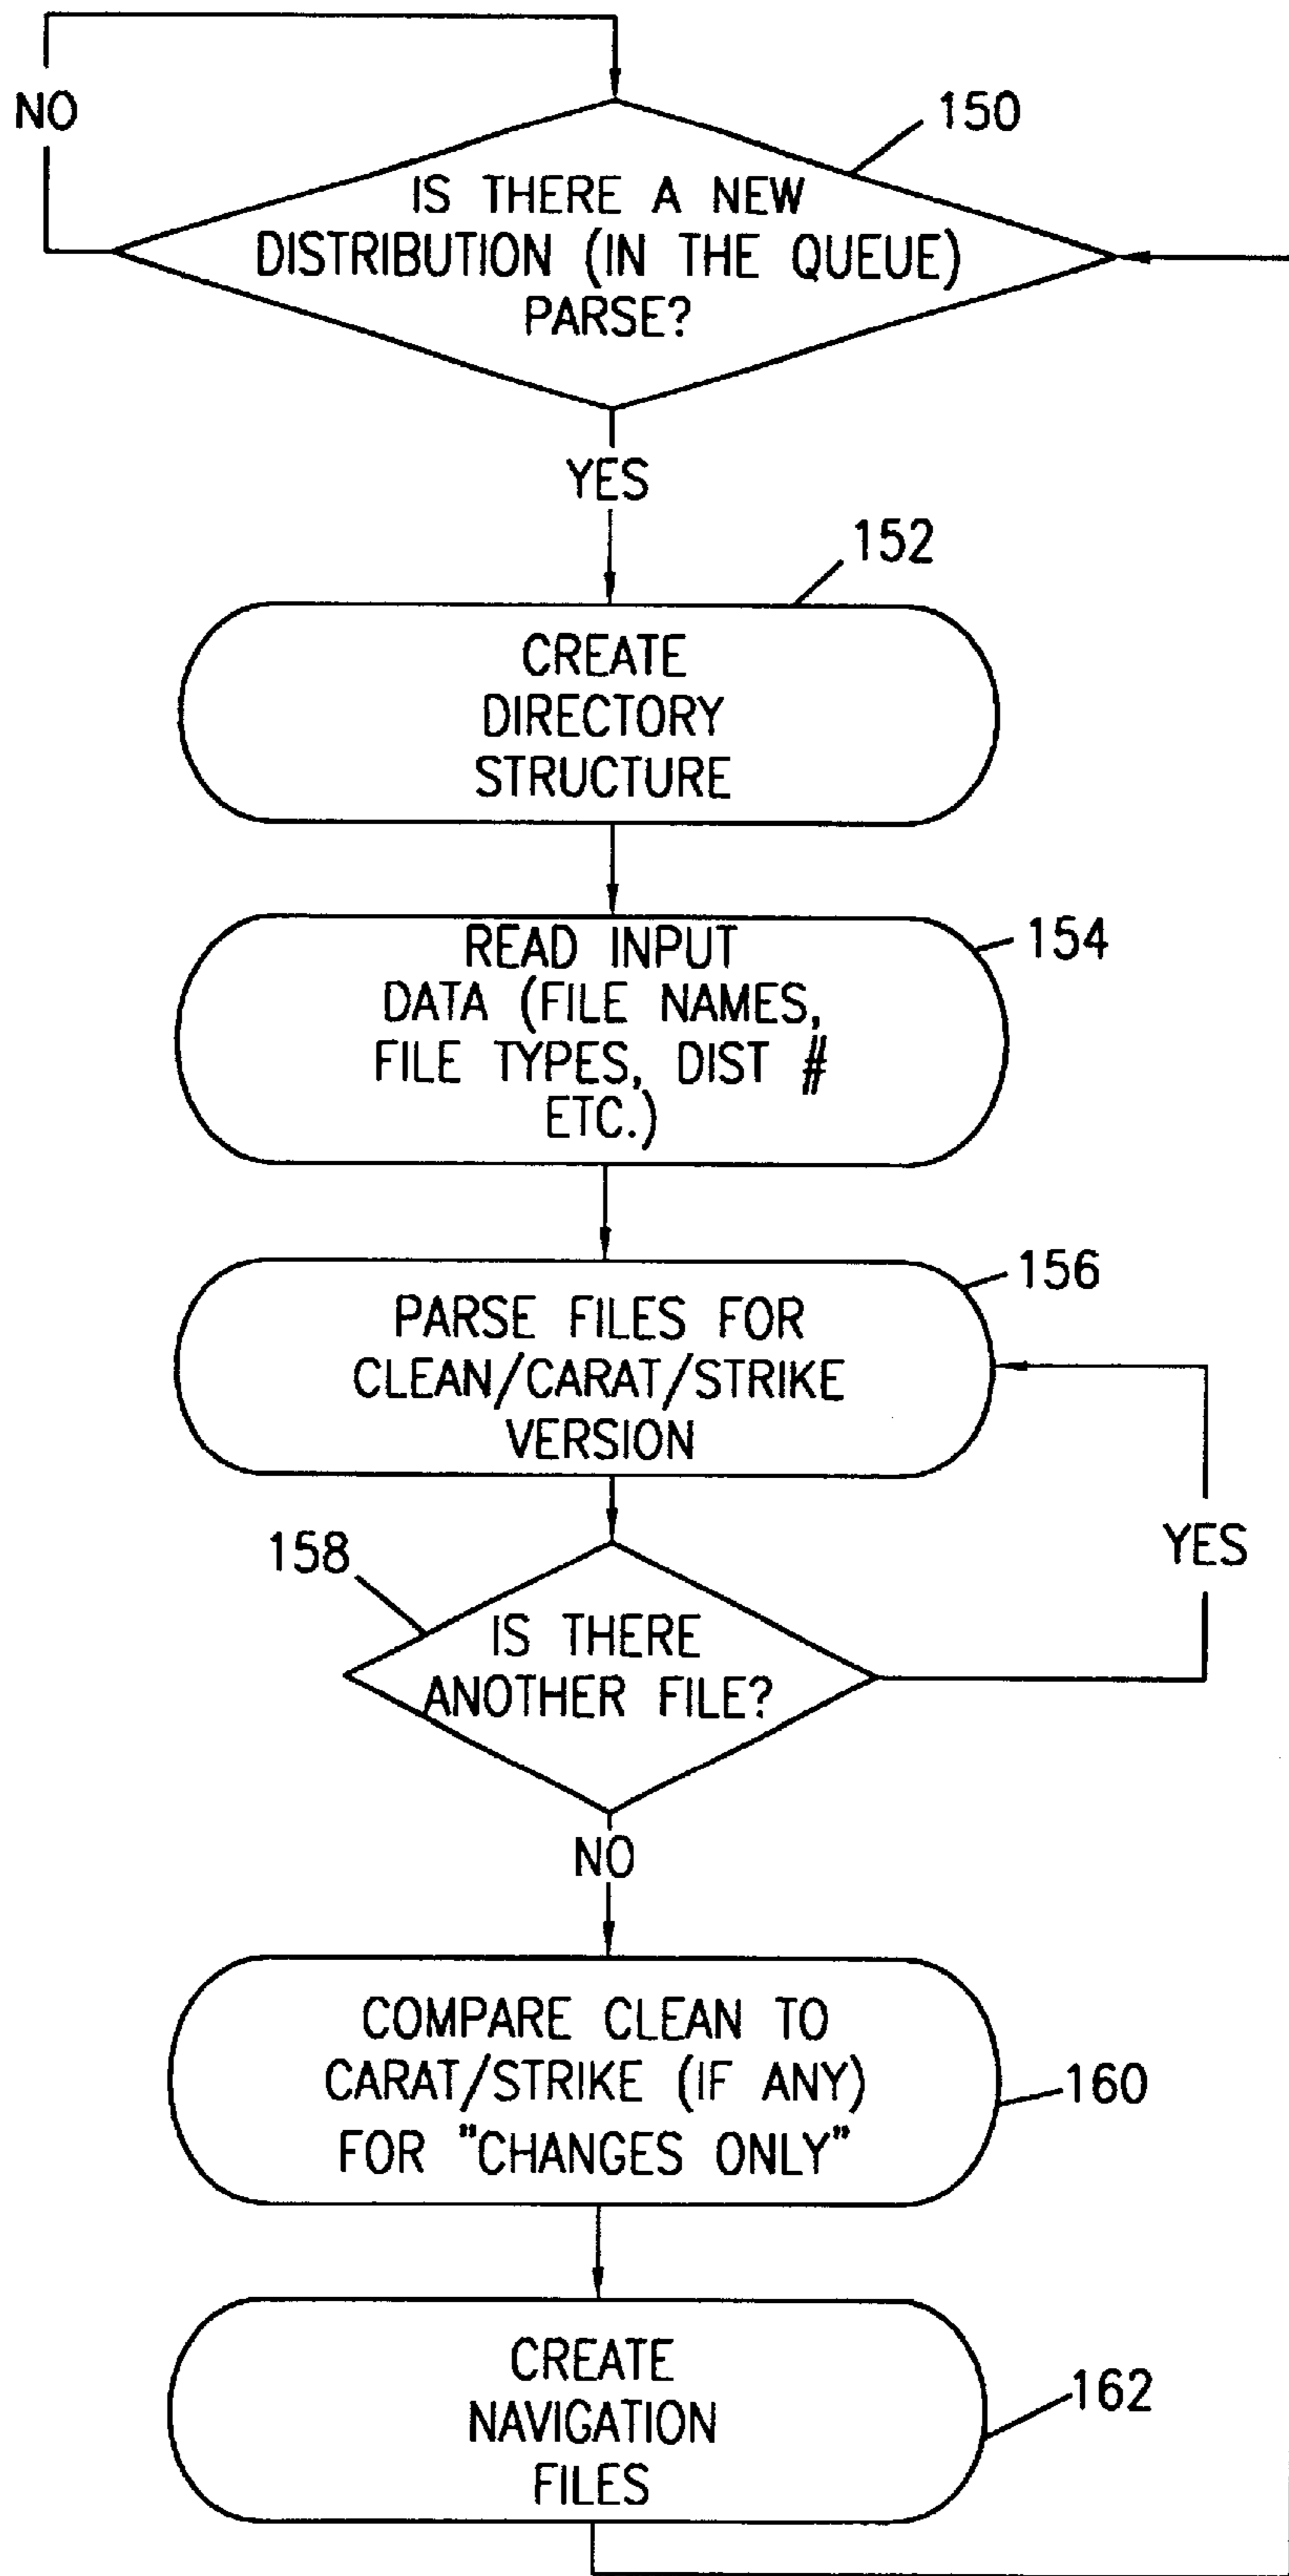 NO
150
IS THERE A NEW
DISTRIBUTION (IN THE QUEUE)
PARSE?
YES
152
CREATE
DIRECTORY
STRUCTURE
READ INPUT
DATA (FILE NAMES,
FILE TYPES, DIST #
ETC.)
154
156
PARSE FILES FOR
CLEAN/CARAT/STRIKE
VERSION
158
IS THERE
ANOTHER FILE?
YES
NO
COMPARE CLEAN TO
CARAT/STRIKE (IF ANY)
FOR "CHANGES ONLY"
160
CREATE
NAVIGATION
FILES
162